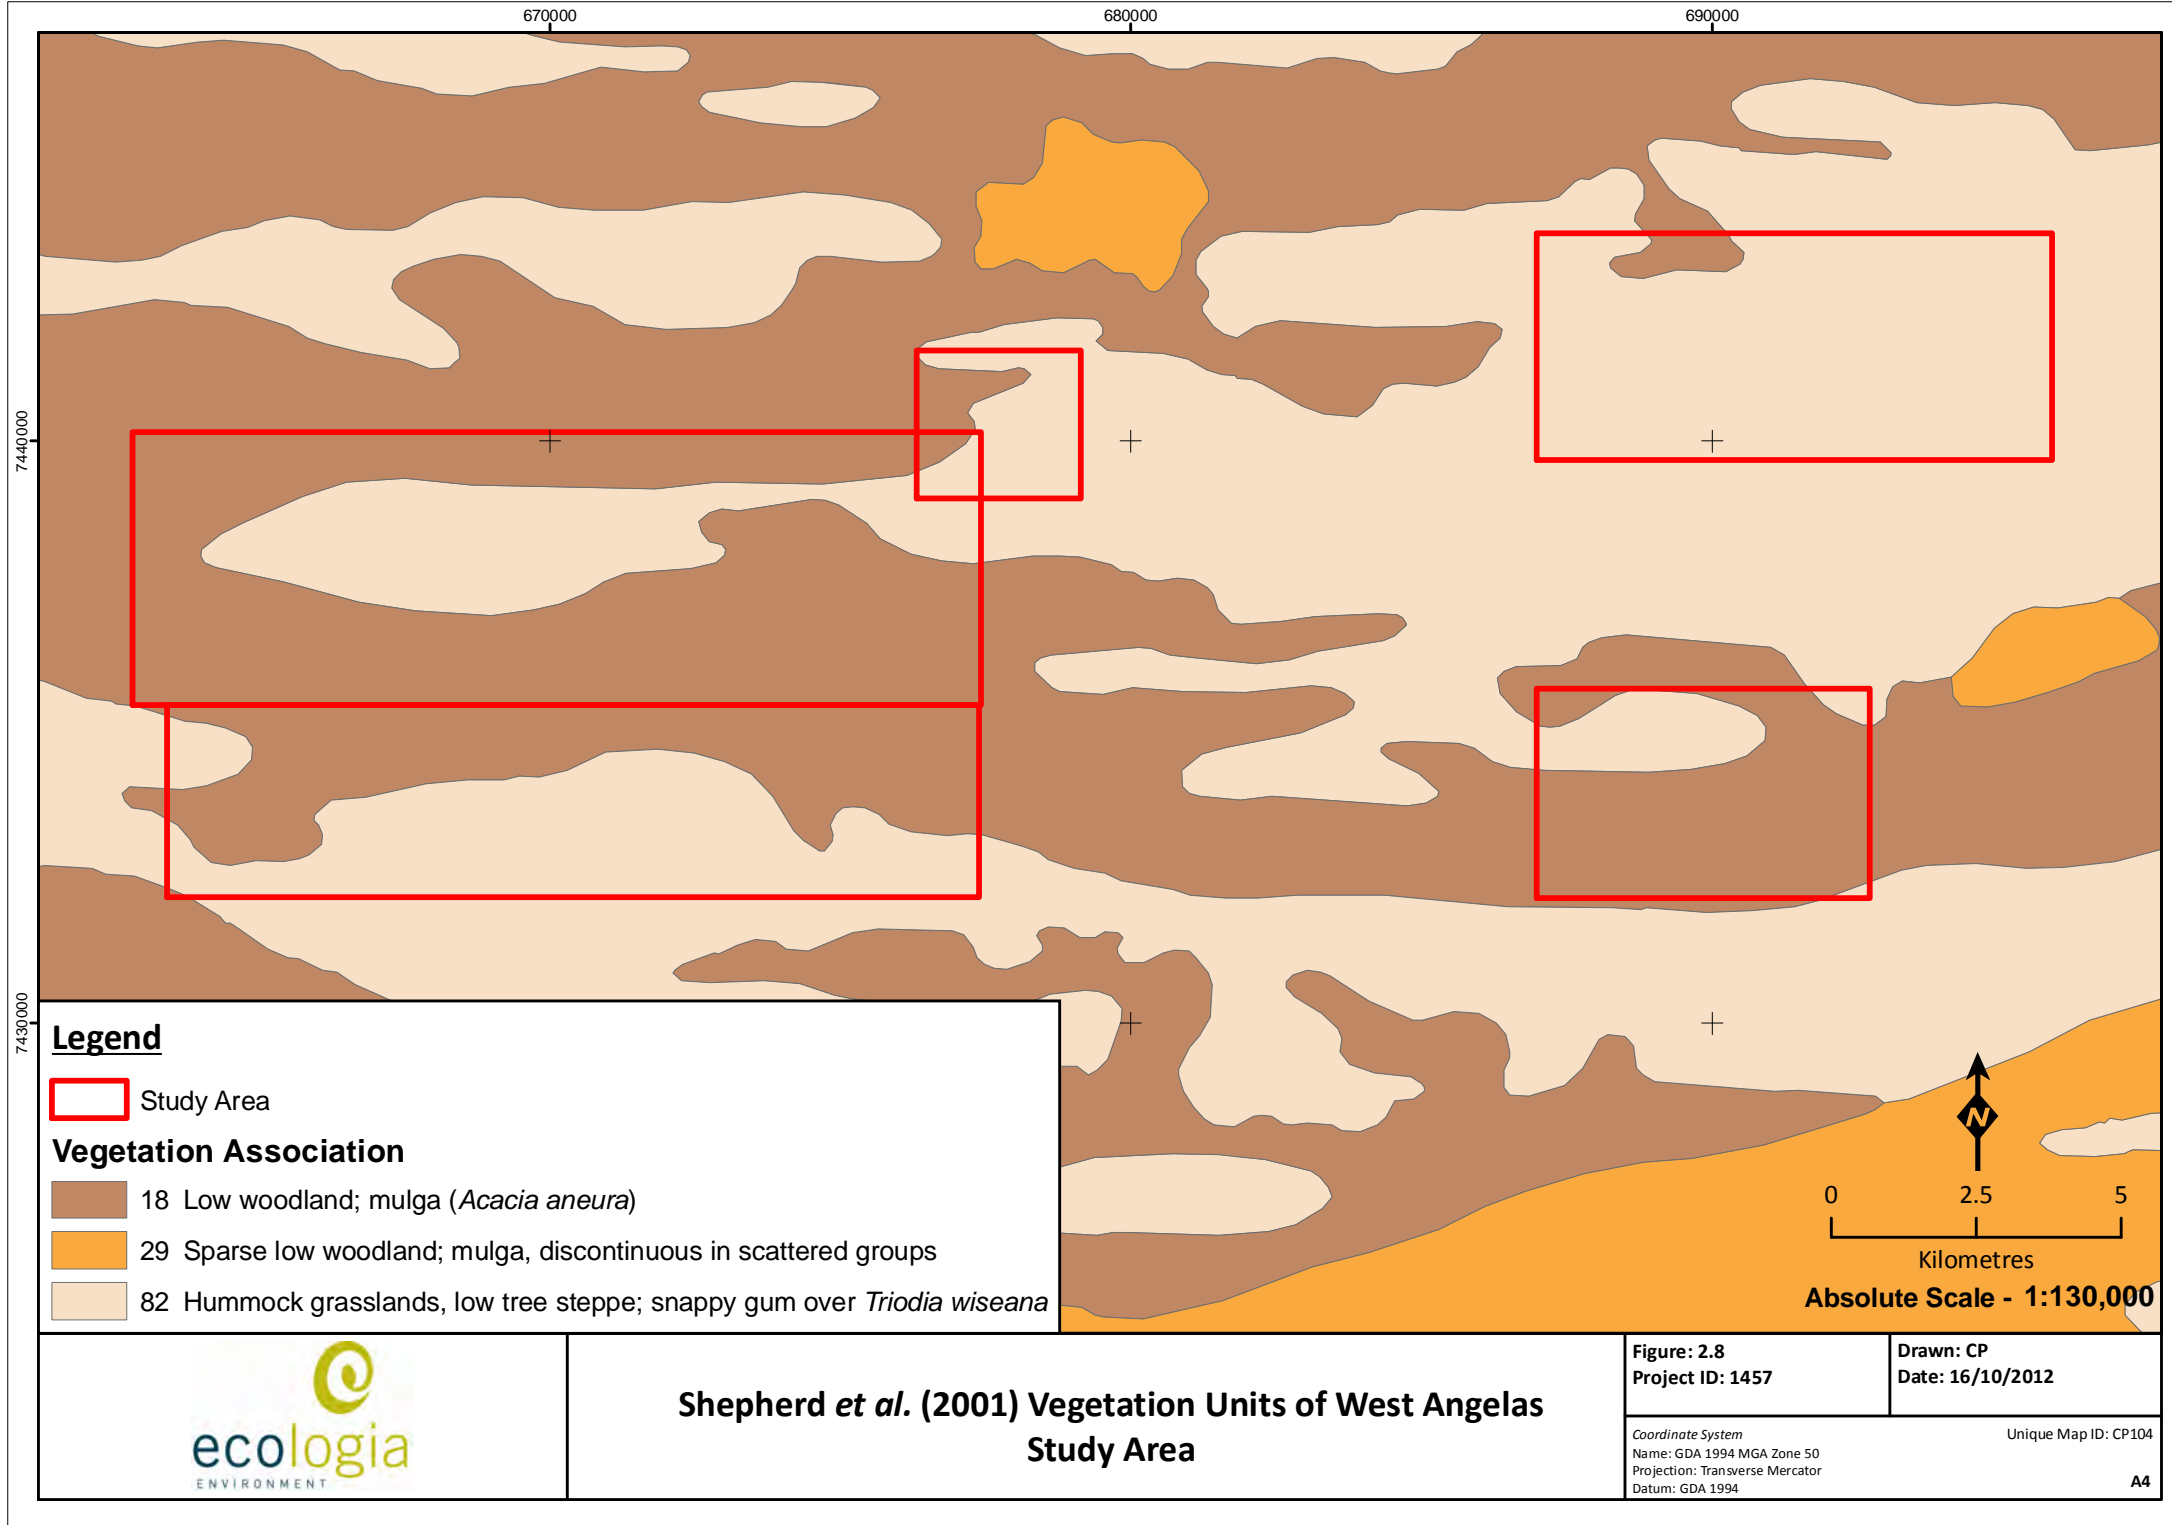 670000
680000
690000
7440000
7430000
Legend
Study Area
Vegetation Association
18 Low woodland; mulga (Acacia aneura)
29 Sparse low woodland; mulga, discontinuous in scattered groups
82 Hummock grasslands, low tree steppe; snappy gum over Triodia wiseana
N
0 2.5 5
Kilometres
Absolute Scale - 1:130,000
ecologia
ENVIRONMENT
Shepherd et al. (2001) Vegetation Units of West Angelas
Study Area
Figure: 2.8
Project ID: 1457
Drawn: CP
Date: 16/10/2012
Coordinate System
Name: GDA 1994 MGA Zone 50
Projection: Transverse Mercator
Datum: GDA 1994
Unique Map ID: CP104
A4